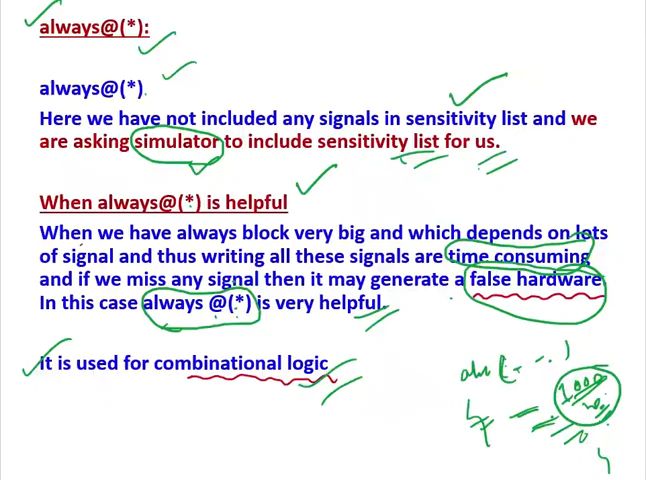 always@(*):
always@(*)
Here we have not included any signals in sensitivity list and we
are asking simulator to include sensitivity list for us.
When always@(*) is helpful
When we have always block very big and which depends on lots
of signal and thus writing all these signals are time consuming
and if we miss any signal then it may generate a false hardware.
In this case always @(*) is very helpful.
It is used for combinational logic
1000